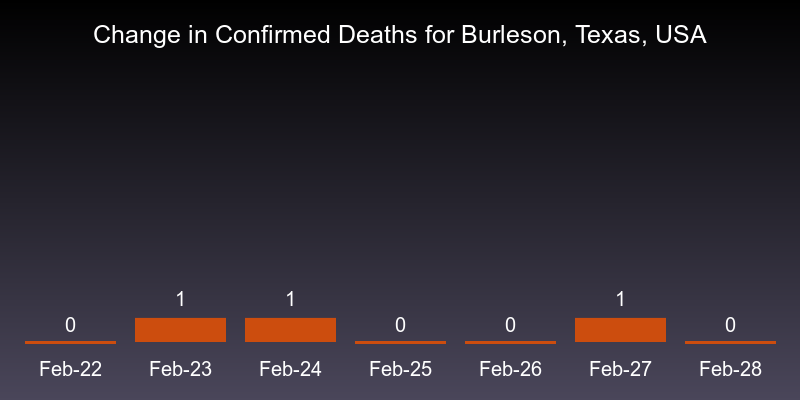 Change in Confirmed Deaths for Burleson, Texas, USA
0 1 1 0 0 1 0
Feb-22 Feb-23 Feb-24 Feb-25 Feb-26 Feb-27 Feb-28